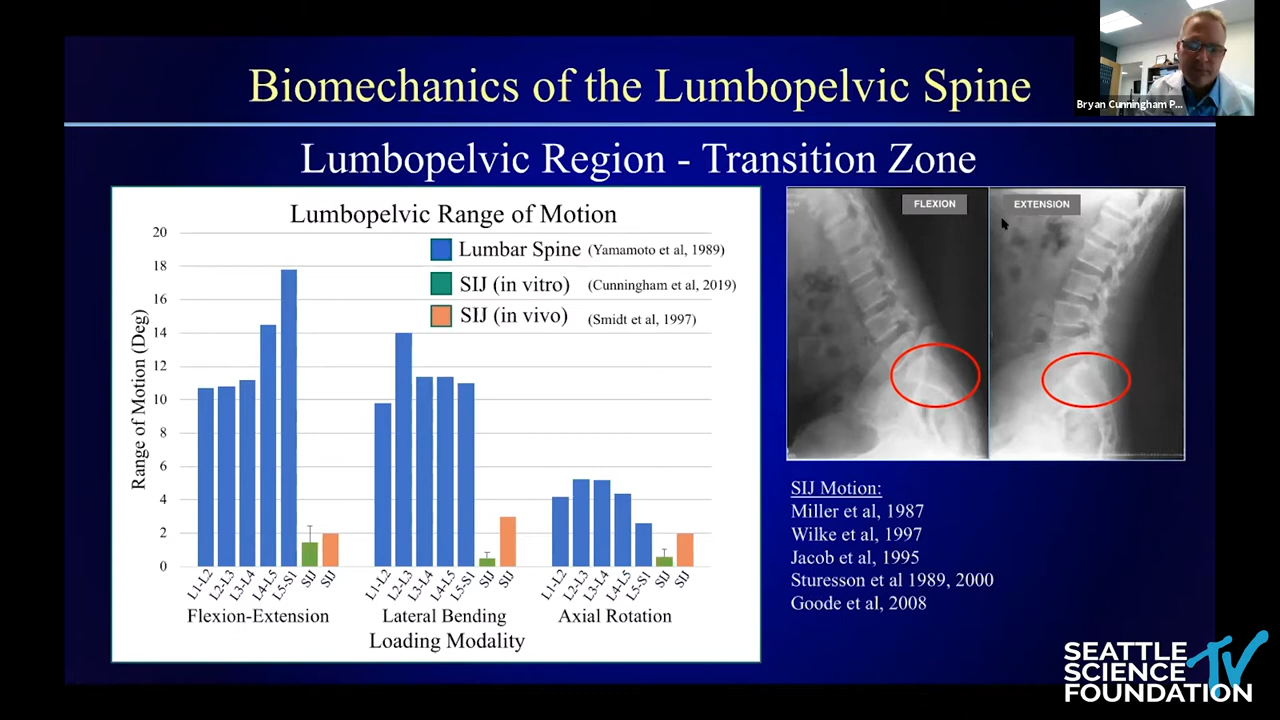 Bryan Cunningham P...
Biomechanics of the Lumbopelvic Spine
Lumbopelvic Region - Transition Zone
Lumbopelvic Range of Motion
Lumbar Spine (Yamamoto et al, 1989)
SIJ (in vitro) (Cunningham et al, 2019)
SIJ (in vivo) (Smidt et al, 1997)
Range of Motion (Deg)
20
18
16
14
12
10
8
6
4
2
0
L1-L2 L2-L3 L3-L4 L4-L5 L5-S1 SIJ SIJ
L1-L2 L2-L3 L3-L4 L4-L5 L5-S1 SIJ SIJ
L1-L2 L2-L3 L3-L4 L4-L5 L5-S1 SIJ SIJ
Flexion-Extension Lateral Bending Axial Rotation
Loading Modality
FLEXION
EXTENSION
SIJ Motion:
Miller et al, 1987
Wilke et al, 1997
Jacob et al, 1995
Sturesson et al 1989, 2000
Goode et al, 2008
SEATTLE
SCIENCE TV
FOUNDATION